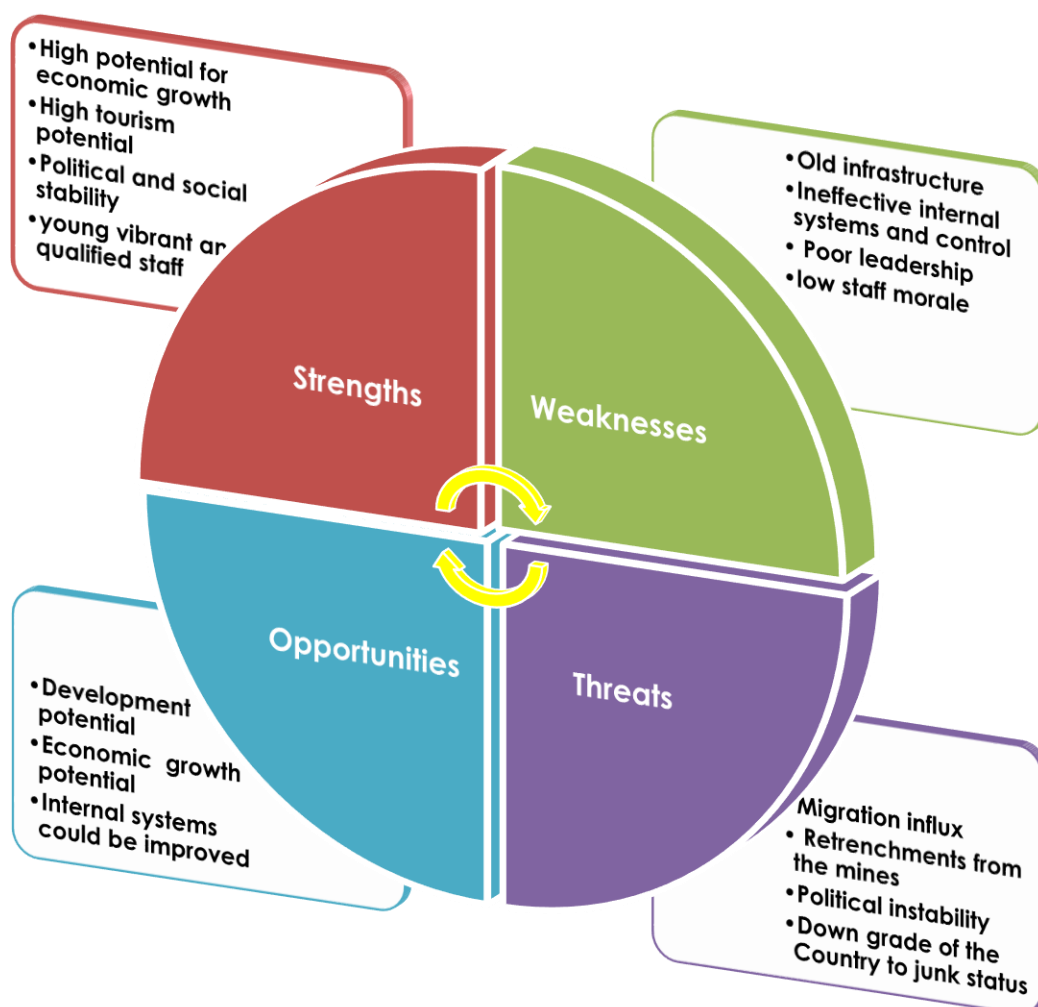 •High potential for
economic growth
•High tourism
potential
•Political and social
stability
•young vibrant
qualified staff
•Old infrastructure
•Ineffective internal
systems and control
• Poor leadership
•low staff morale
Strengths
Weaknesses
Opportunities
Threats
•Development
potential
•Economic growth
potential
•Internal systems
could be improved
Migration influx
• Retrenchments from
the mines
•Political instability
•Down grade of the
Country to junk status